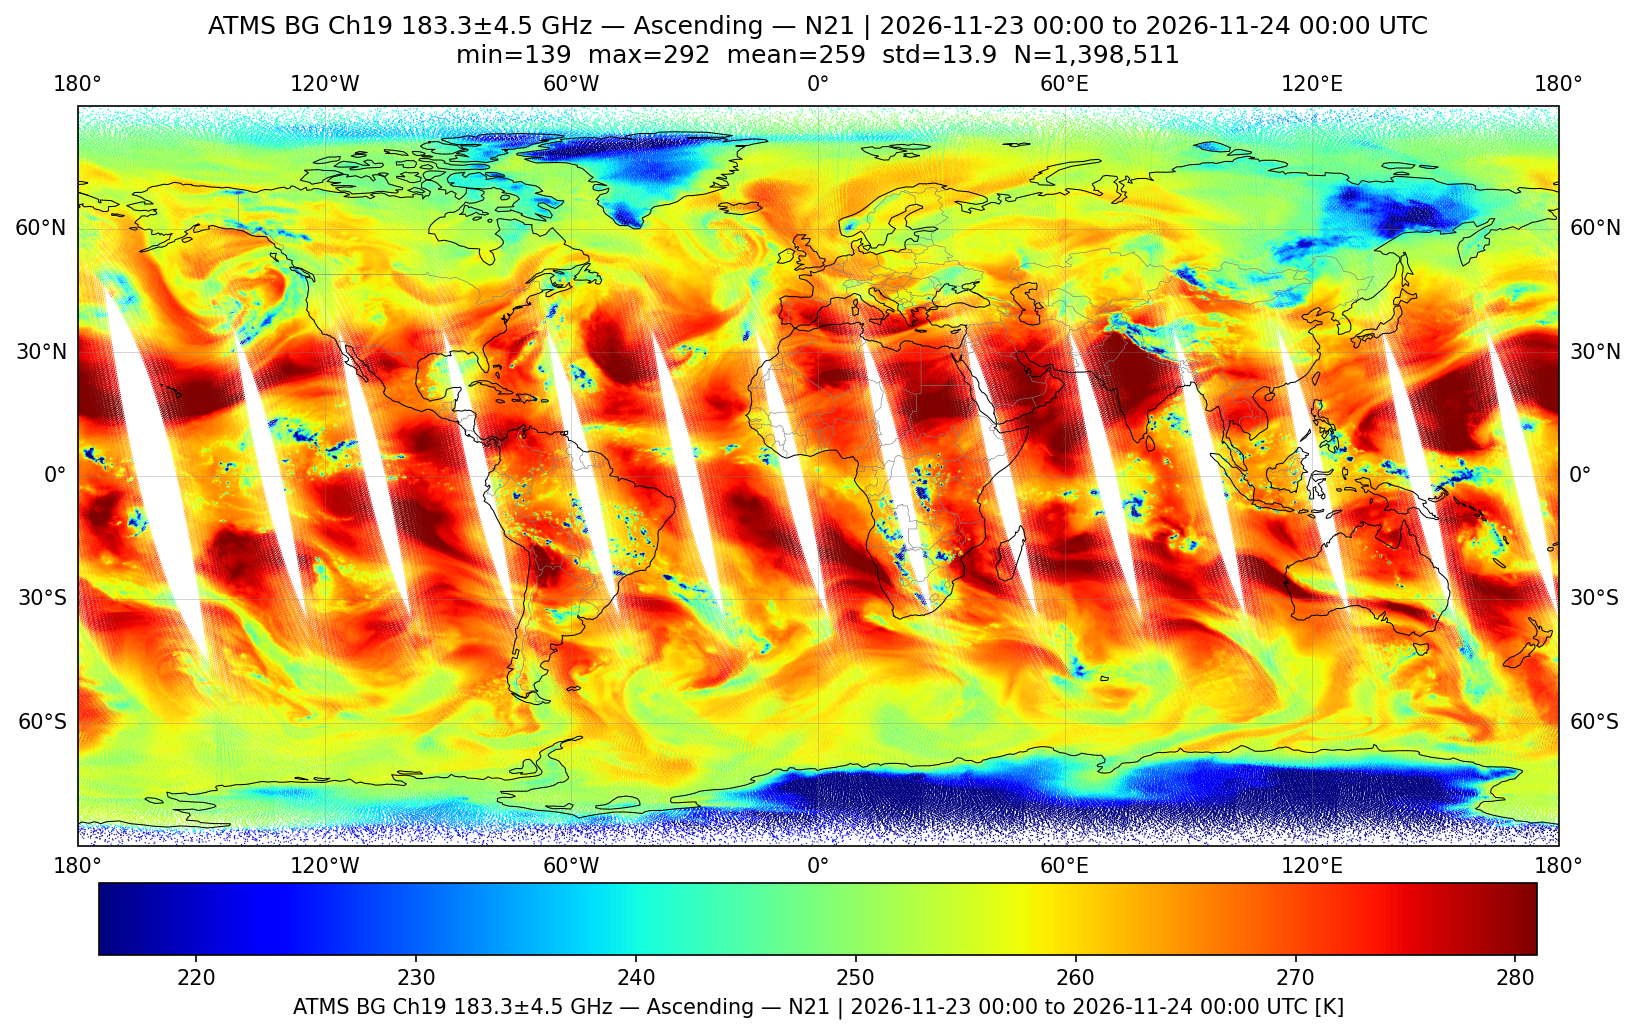 ATMS BG Ch19 183.3±4.5 GHz — Ascending — N21 | 2026-11-23 00:00 to 2026-11-24 00:00 UTC
min=139  max=292  mean=259  std=13.9  N=1,398,511
180° 120°W 60°W 0° 60°E 120°E 180°
60°N 60°N
30°N 30°N
0° 0°
30°S 30°S
60°S 60°S
180° 120°W 60°W 0° 60°E 120°E 180°
220 230 240 250 260 270 280
ATMS BG Ch19 183.3±4.5 GHz — Ascending — N21 | 2026-11-23 00:00 to 2026-11-24 00:00 UTC [K]